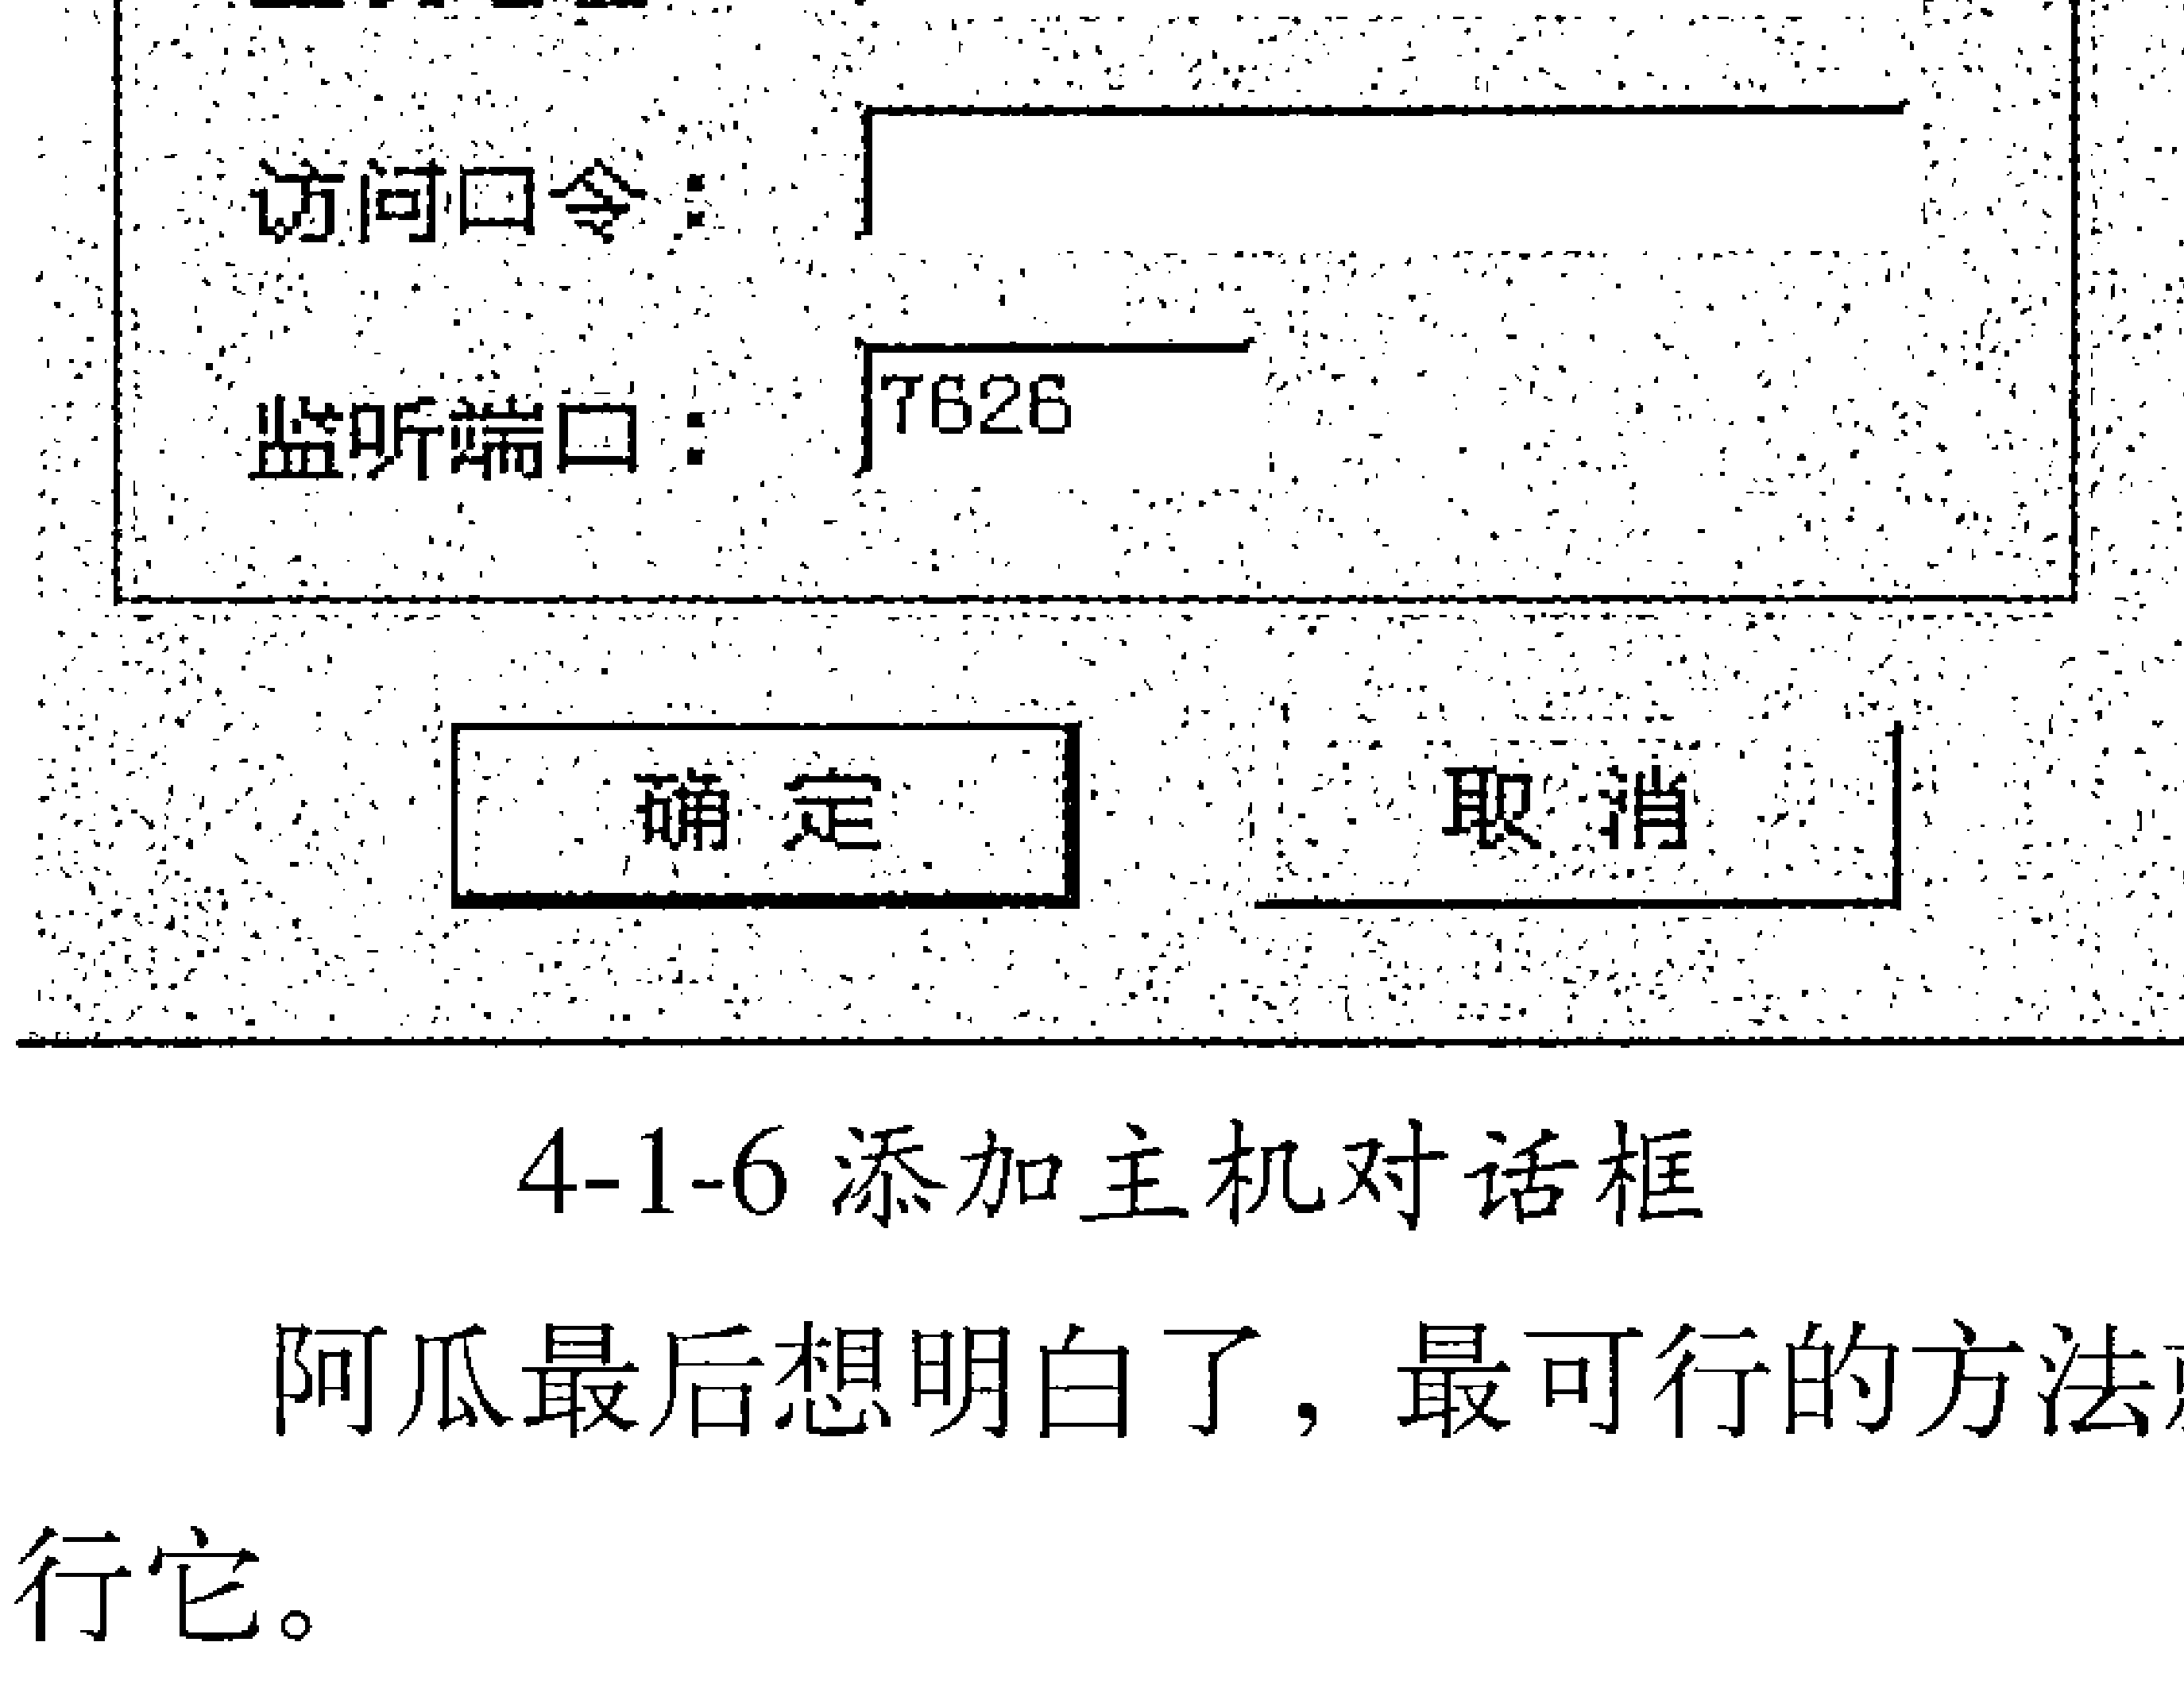 访问口令：
监听端口： 7626
确 定 取 消
4-1-6 添加主机对话框
阿瓜最后想明白了，最可行的方法
行它。